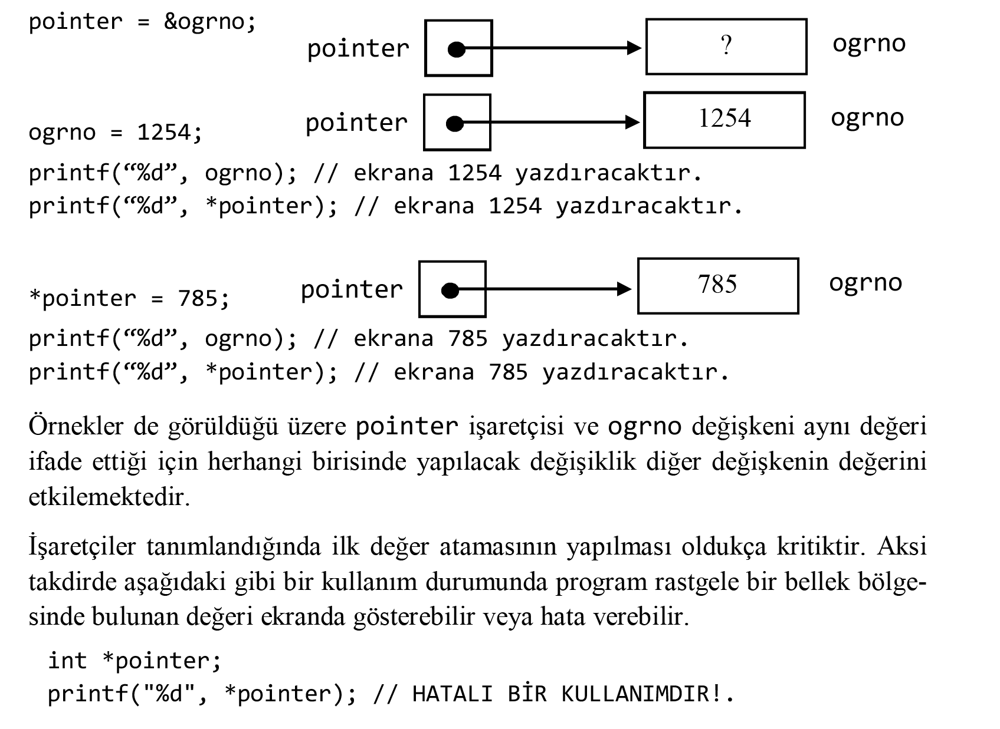 pointer = &ogrno;
pointer ? ogrno
pointer 1254 ogrno
ogrno = 1254;
printf(“%d”, ogrno); // ekrana 1254 yazdıracaktır.
printf(“%d”, *pointer); // ekrana 1254 yazdıracaktır.
pointer 785 ogrno
*pointer = 785;
printf(“%d”, ogrno); // ekrana 785 yazdıracaktır.
printf(“%d”, *pointer); // ekrana 785 yazdıracaktır.
Örnekler de görüldüğü üzere pointer işaretçisi ve ogrno değişkeni aynı değeri
ifade ettiği için herhangi birisinde yapılacak değişiklik diğer değişkenin değerini
etkilemektedir.
İşaretçiler tanımlandığında ilk değer atamasının yapılması oldukça kritiktir. Aksi
takdirde aşağıdaki gibi bir kullanım durumunda program rastgele bir bellek bölge-
sinde bulunan değeri ekranda gösterebilir veya hata verebilir.
int *pointer;
printf("%d", *pointer); // HATALI BİR KULLANIMDIR!.